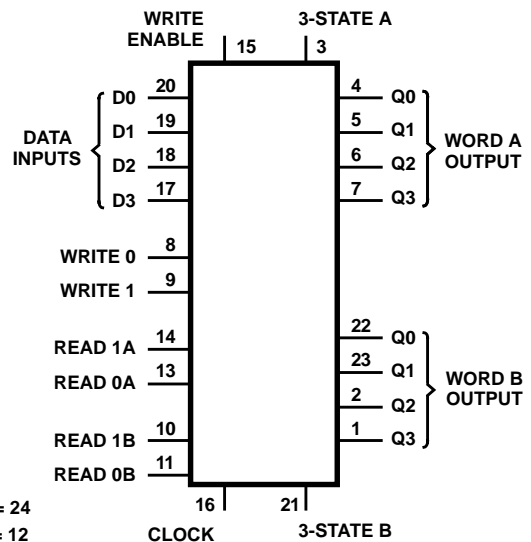 WRITE
ENABLE
3-STATE A
15
3
D0 20
D1 19
D2 18
D3 17
DATA
INPUTS
4 Q0
5 Q1
6 Q2
7 Q3
WORD A
OUTPUT
WRITE 0 8
WRITE 1 9
READ 1A 14
READ 0A 13
READ 1B 10
READ 0B 11
22 Q0
23 Q1
2 Q2
1 Q3
WORD B
OUTPUT
16
21
= 24
= 12
CLOCK
3-STATE B